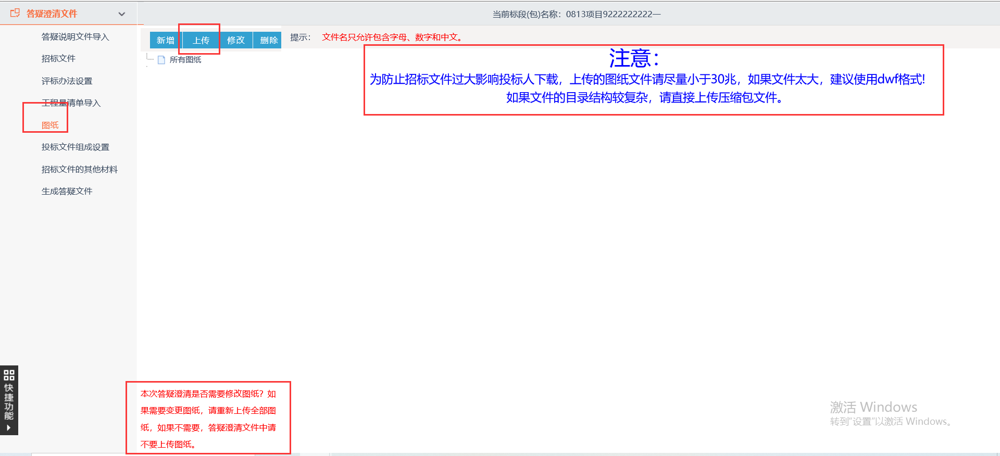 答疑澄清文件
当前标段(包)名称：0813项目9222222222—
答疑说明文件导入
招标文件
评标办法设置
工程量清单导入
图纸
投标文件组成设置
招标文件的其他材料
生成答疑文件
新增 上传 修改 删除 提示： 文件名只允许包含字母、数字和中文。
所有图纸
注意：
为防止招标文件过大影响投标人下载，上传的图纸文件请尽量小于30兆，如果文件太大，建议使用dwf格式!
如果文件的目录结构较复杂，请直接上传压缩包文件。
快捷功能
本次答疑澄清是否需要修改图纸？如
果需要变更图纸，请重新上传全部图
纸，如果不需要，答疑澄清文件中请
不要上传图纸。
激活 Windows
转到“设置”以激活 Windows。